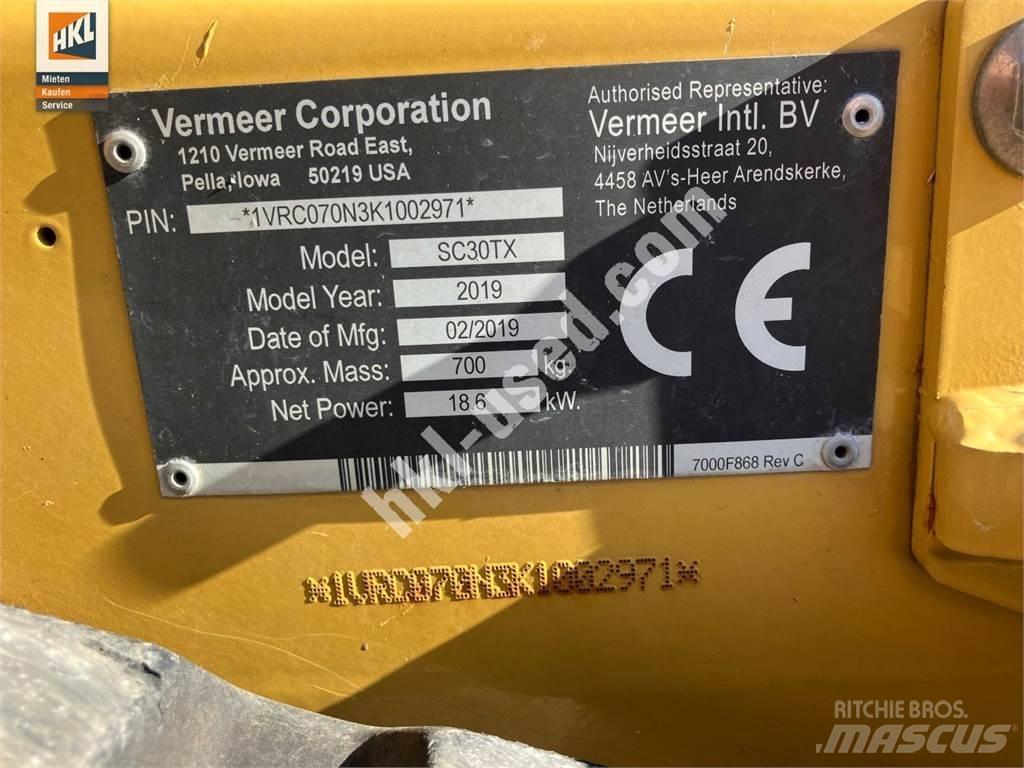 HKL
Mieten
Kaufen
Service
Vermeer Corporation
1210 Vermeer Road East,
Pella, Iowa 50219 USA
Authorised Representative:
Vermeer Intl. BV
Nijverheidsstraat 20,
4458 AV's-Heer Arendskerke,
The Netherlands
PIN: *1VRC070N3K1002971*
Model: SC30TX
Model Year: 2019
Date of Mfg: 02/2019
Approx. Mass: 700 kg.
Net Power: 18.6 kW.
CE
7000F868 Rev C
hkl-used.com
*1VRC070N3K1002971*
RITCHIE BROS.
MASCUS